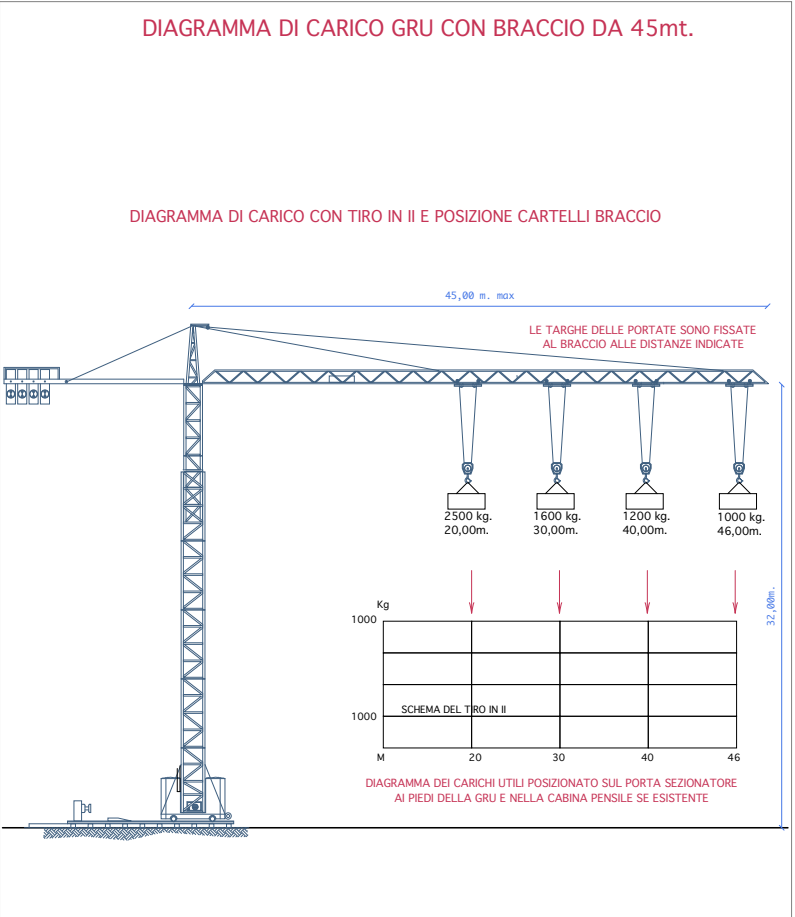 DIAGRAMMA DI CARICO GRU CON BRACCIO DA 45mt.
DIAGRAMMA DI CARICO CON TIRO IN II E POSIZIONE CARTELLI BRACCIO
45,00 m. max
LE TARGHE DELLE PORTATE SONO FISSATE
AL BRACCIO ALLE DISTANZE INDICATE
2500 kg.
20,00m.
1600 kg.
30,00m.
1200 kg.
40,00m.
1000 kg.
46,00m.
32,00m.
Kg
1000
SCHEMA DEL TIRO IN II
1000
M 20 30 40 46
DIAGRAMMA DEI CARICHI UTILI POSIZIONATO SUL PORTA SEZIONATORE
AI PIEDI DELLA GRU E NELLA CABINA PENSILE SE ESISTENTE